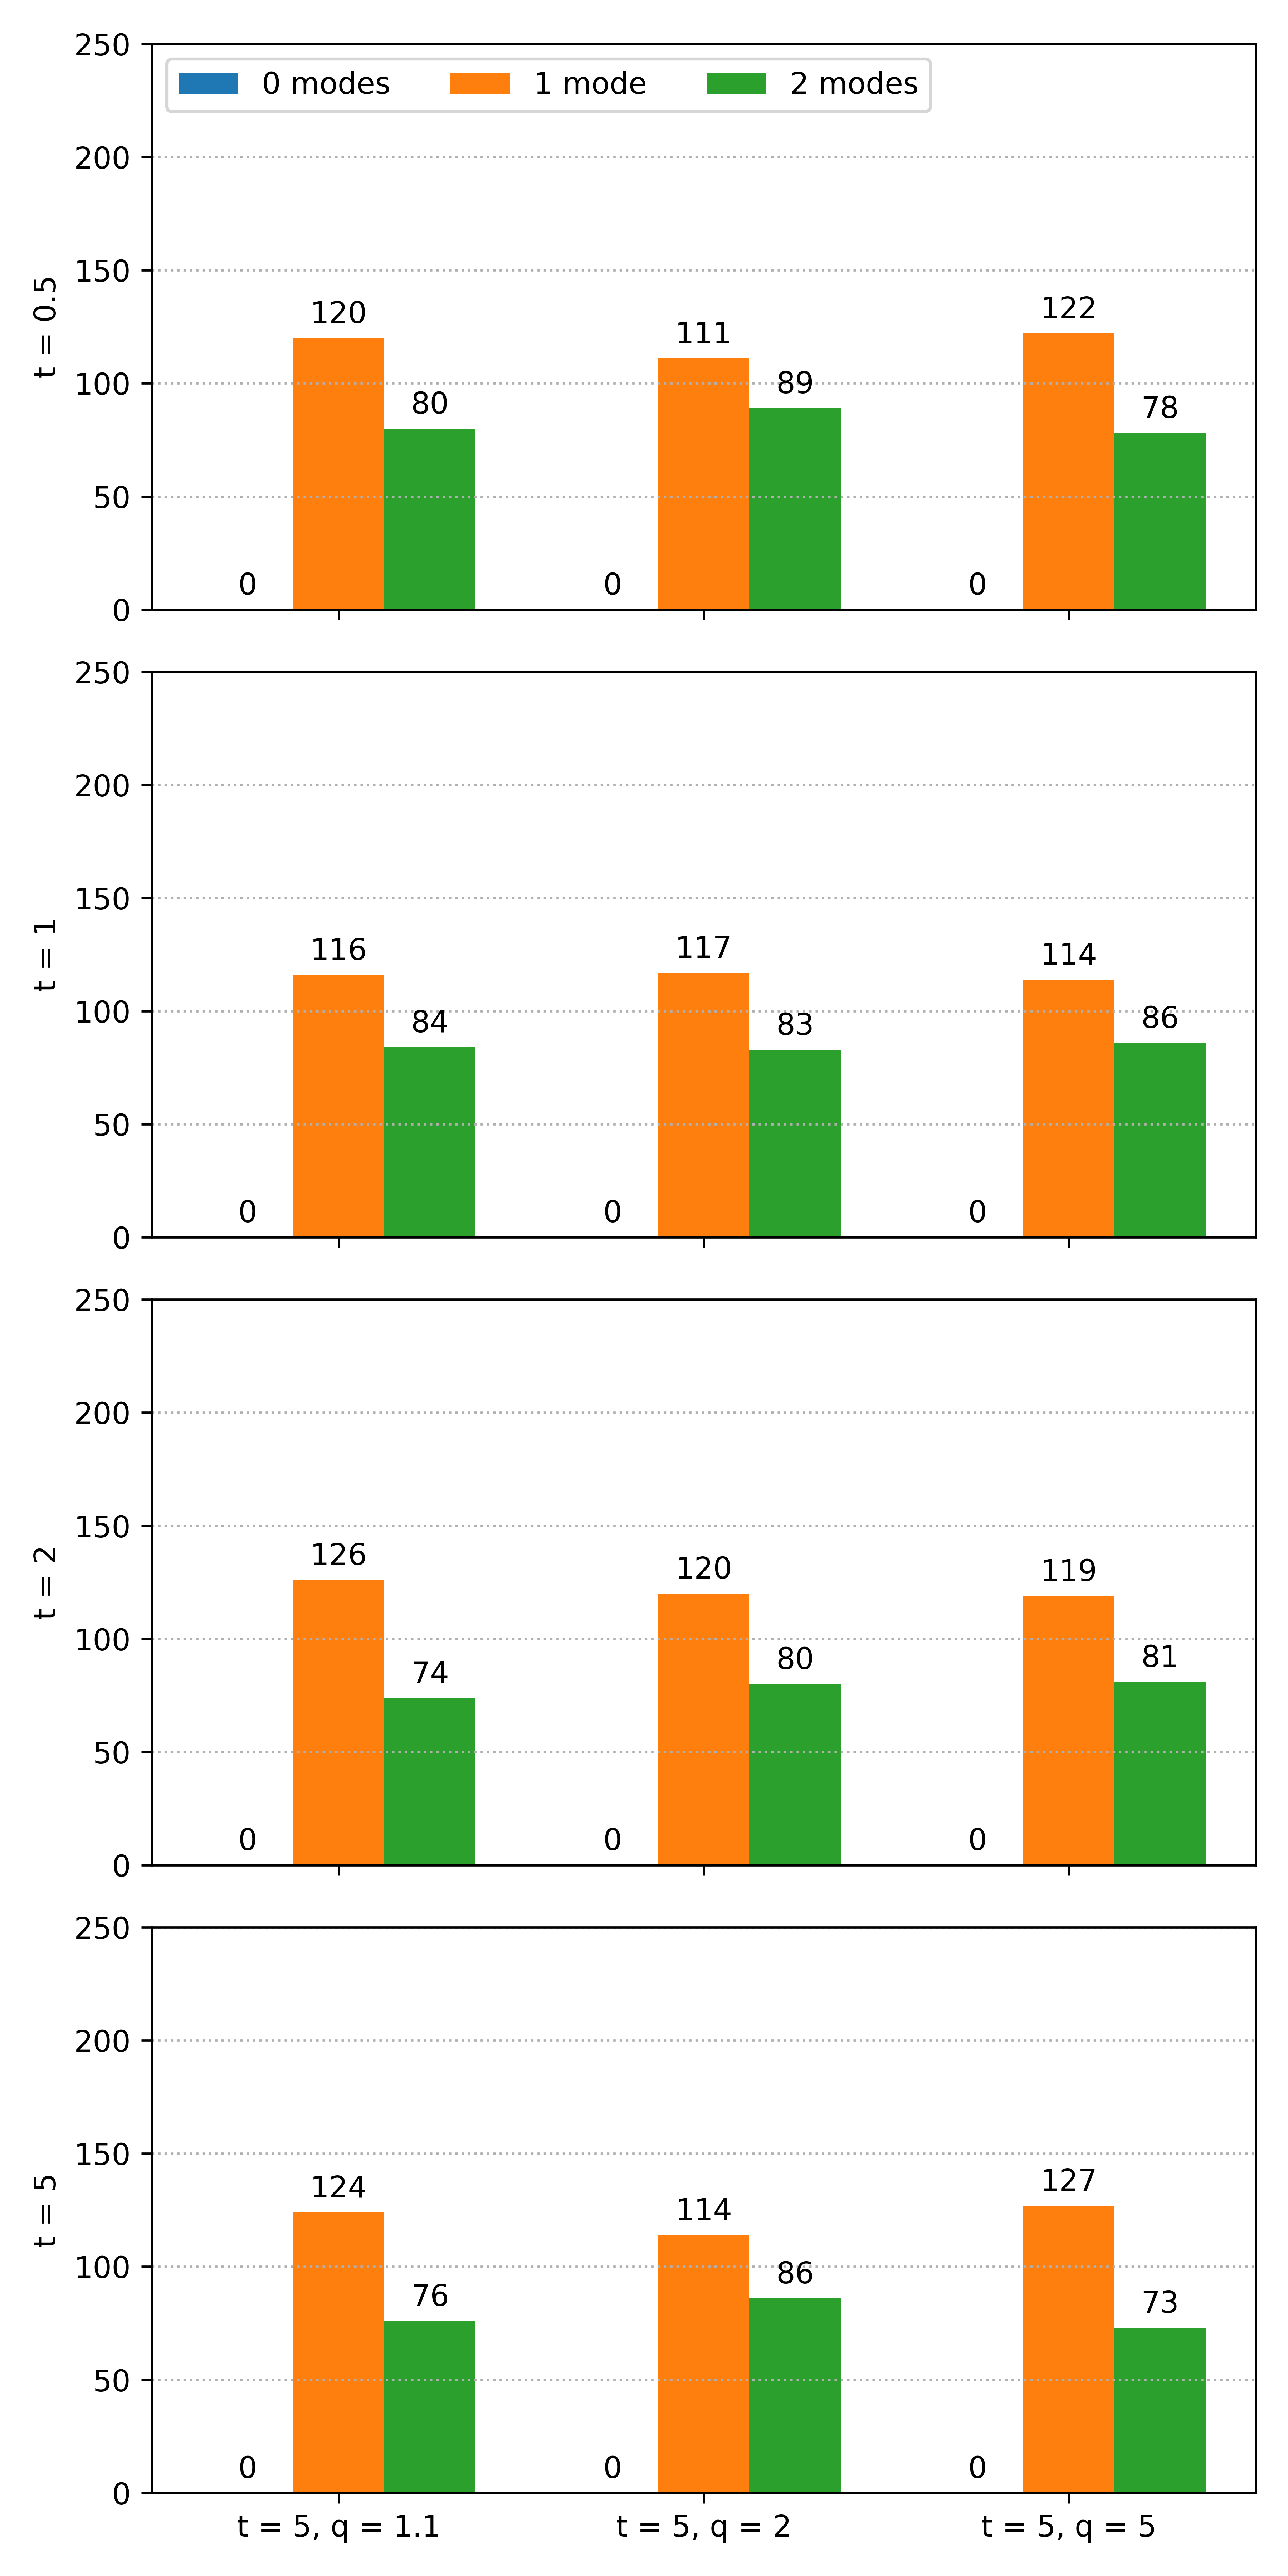 250
0 modes 1 mode 2 modes
200
150
100
50
0
t = 0.5
120 111 122
80 89 78
0 0 0
250
200
150
100
50
0
t = 1
116 117 114
84 83 86
0 0 0
250
200
150
100
50
0
t = 2
126 120 119
74 80 81
0 0 0
250
200
150
100
50
0
t = 5
124 114 127
76 86 73
0 0 0
t = 5, q = 1.1 t = 5, q = 2 t = 5, q = 5